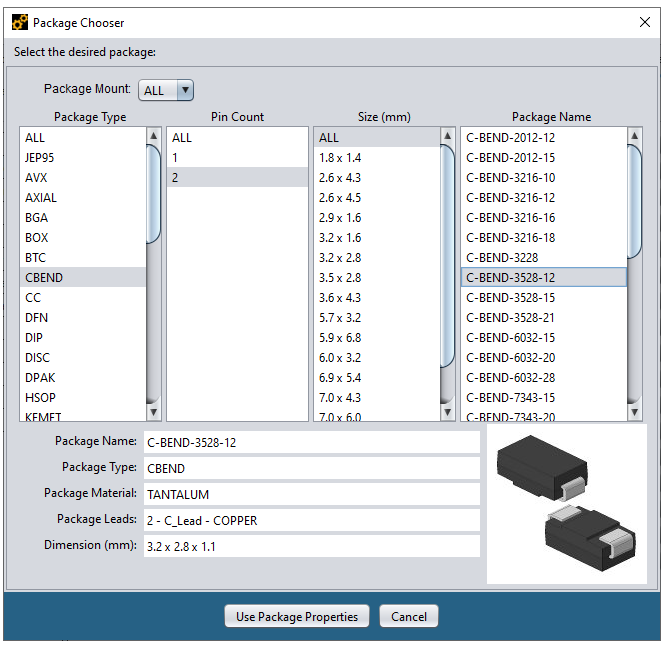 Package Chooser
Select the desired package:
Package Mount: ALL
Package Type
ALL
JEP95
AVX
AXIAL
BGA
BOX
BTC
CBEND
CC
DFN
DIP
DISC
DPAK
HSOP
KEMET
Pin Count
ALL
1
2
Size (mm)
ALL
1.8 x 1.4
2.6 x 4.3
2.6 x 4.5
2.9 x 1.6
3.2 x 1.6
3.2 x 2.8
3.5 x 2.8
3.6 x 4.3
5.7 x 3.2
5.9 x 6.8
6.0 x 3.2
6.9 x 5.4
7.0 x 4.3
7.0 x 6.0
Package Name
C-BEND-2012-12
C-BEND-2012-15
C-BEND-3216-10
C-BEND-3216-12
C-BEND-3216-16
C-BEND-3216-18
C-BEND-3228
C-BEND-3528-12
C-BEND-3528-15
C-BEND-3528-21
C-BEND-6032-15
C-BEND-6032-20
C-BEND-6032-28
C-BEND-7343-15
C-BEND-7343-20
Package Name: C-BEND-3528-12
Package Type: CBEND
Package Material: TANTALUM
Package Leads: 2 - C_Lead - COPPER
Dimension (mm): 3.2 x 2.8 x 1.1
Use Package Properties
Cancel